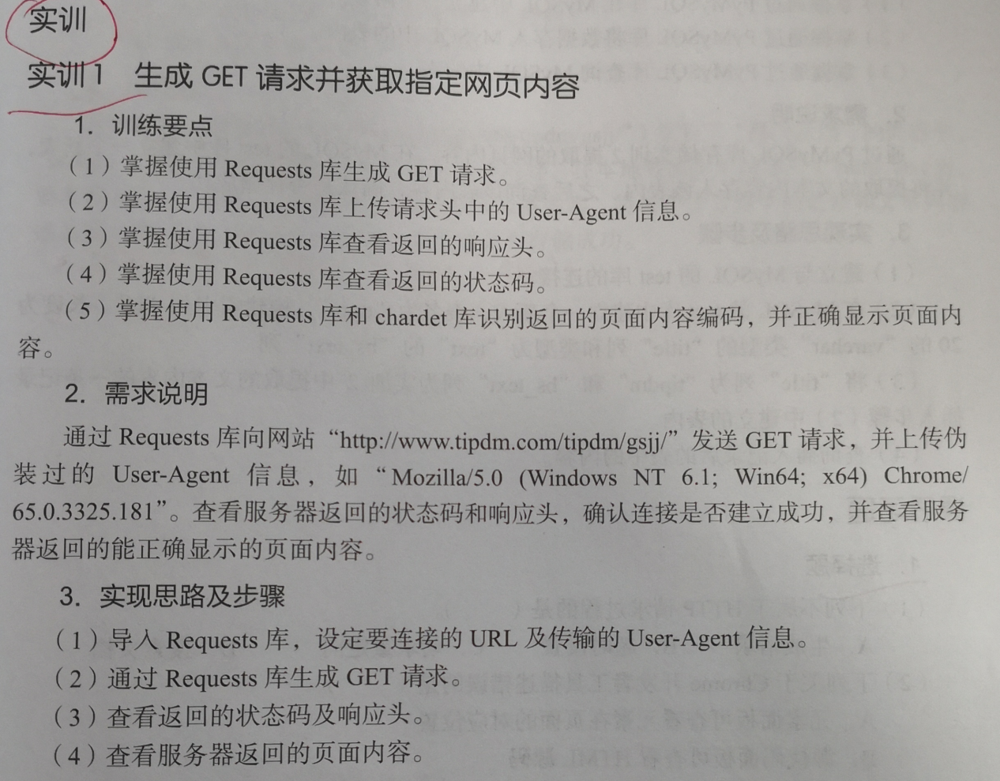 实训
实训1 生成 GET 请求并获取指定网页内容
1. 训练要点
（1）掌握使用 Requests 库生成 GET 请求。
（2）掌握使用 Requests 库上传请求头中的 User-Agent 信息。
（3）掌握使用 Requests 库查看返回的响应头。
（4）掌握使用 Requests 库查看返回的状态码。
（5）掌握使用 Requests 库和 chardet 库识别返回的页面内容编码，并正确显示页面内
容。
2. 需求说明
通过 Requests 库向网站“http://www.tipdm.com/tipdm/gsjj/”发送 GET 请求，并上传伪
装过的 User-Agent 信息，如“Mozilla/5.0 (Windows NT 6.1; Win64; x64) Chrome/
65.0.3325.181”。查看服务器返回的状态码和响应头，确认连接是否建立成功，并查看服务
器返回的能正确显示的页面内容。
3. 实现思路及步骤
（1）导入 Requests 库，设定要连接的 URL 及传输的 User-Agent 信息。
（2）通过 Requests 库生成 GET 请求。
（3）查看返回的状态码及响应头。
（4）查看服务器返回的页面内容。